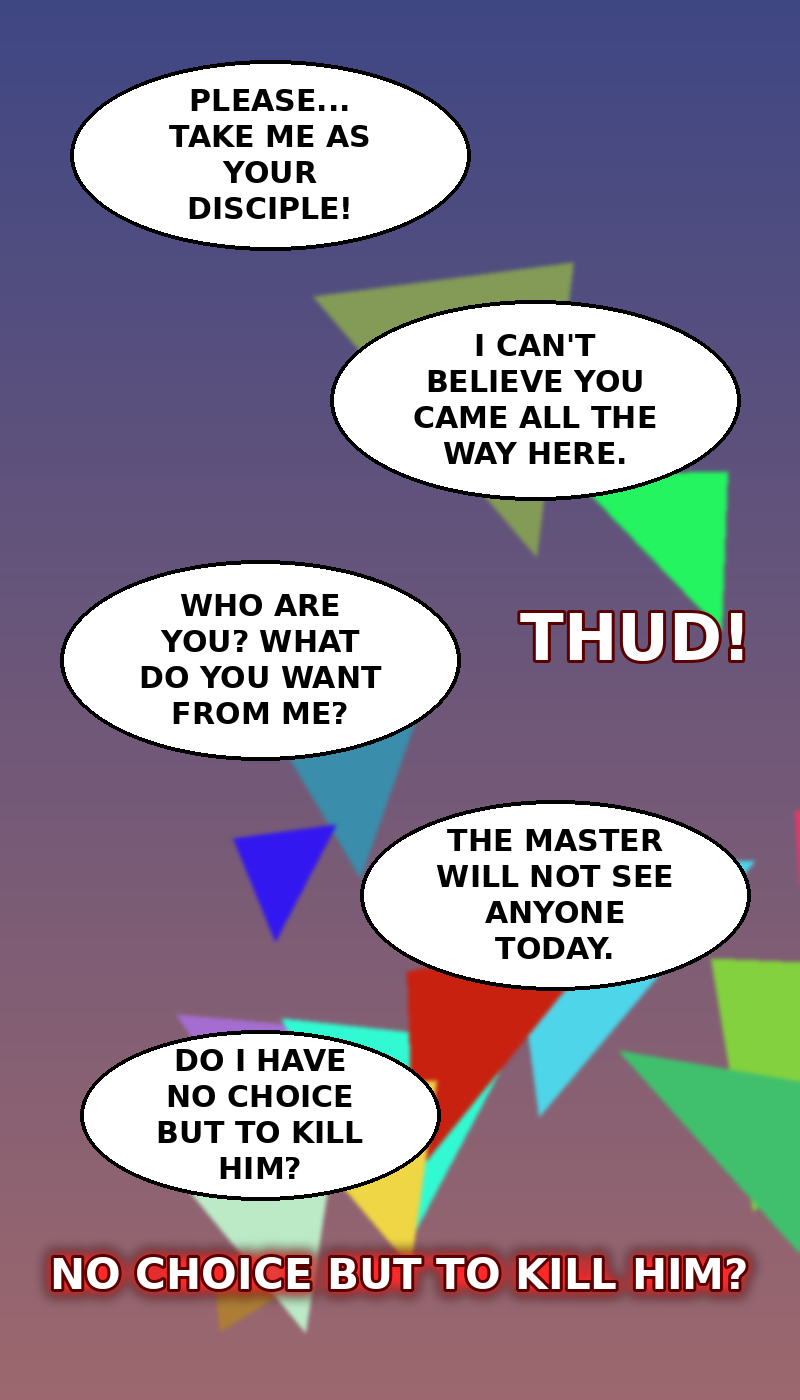 PLEASE...
TAKE ME AS
YOUR
DISCIPLE!
I CAN'T
BELIEVE YOU
CAME ALL THE
WAY HERE.
WHO ARE
YOU? WHAT
DO YOU WANT
FROM ME?
THUD!
THE MASTER
WILL NOT SEE
ANYONE
TODAY.
DO I HAVE
NO CHOICE
BUT TO KILL
HIM?
NO CHOICE BUT TO KILL HIM?